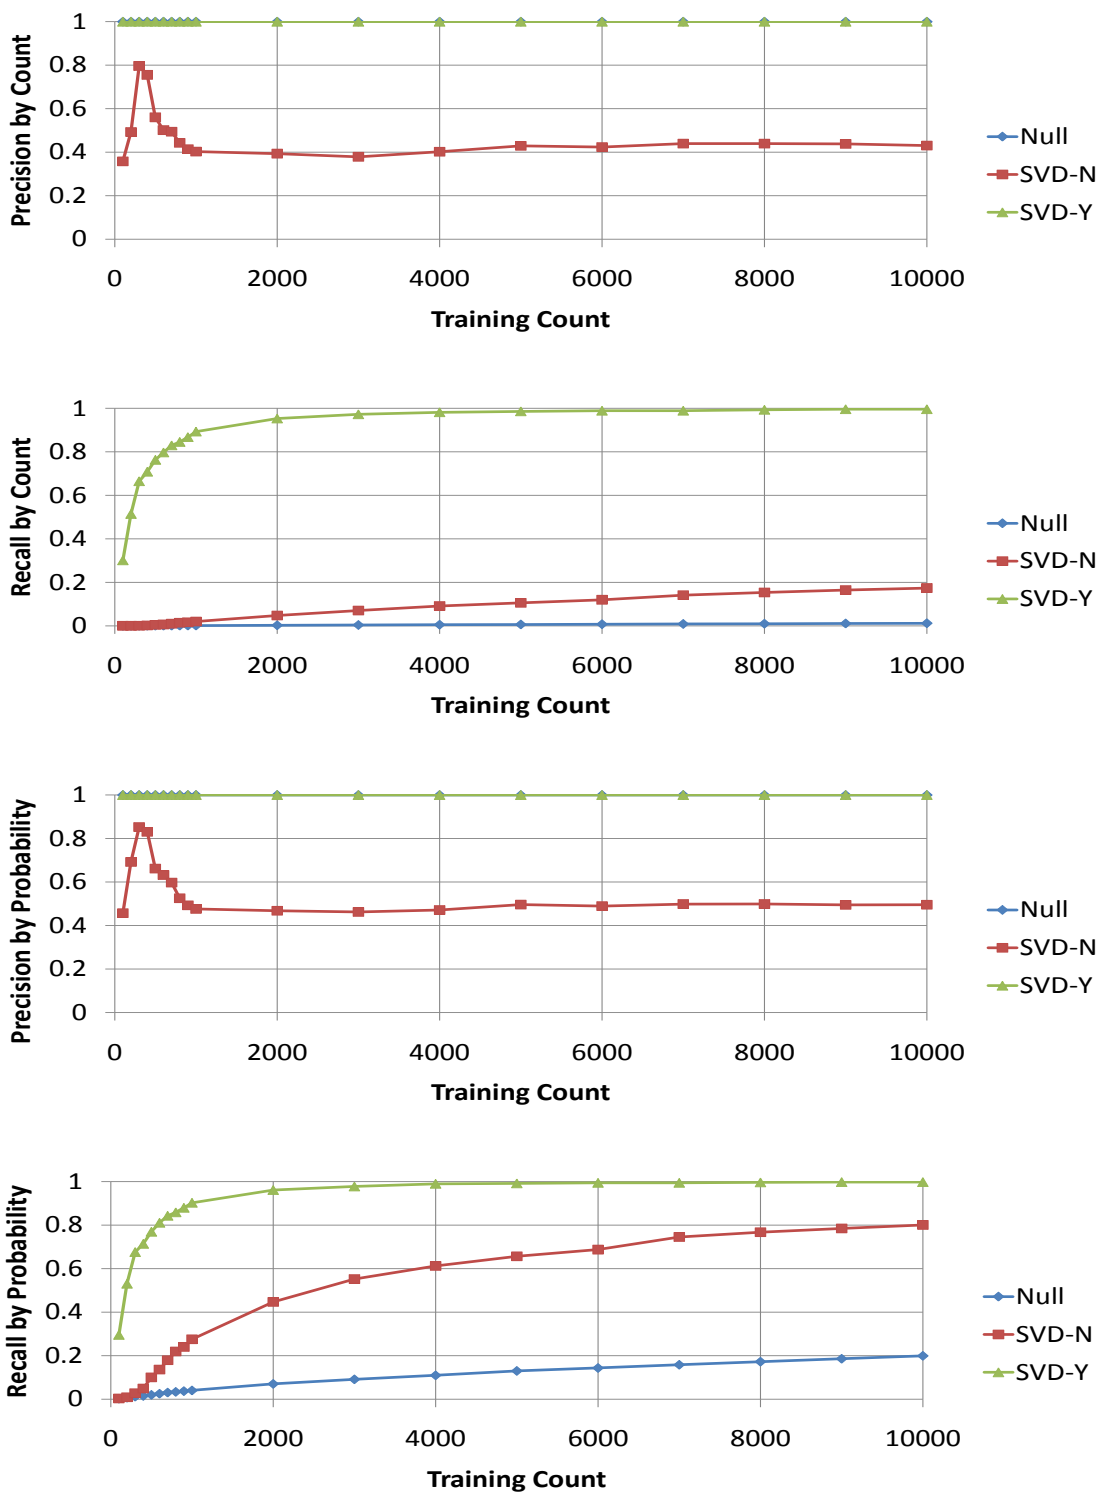 Precision by Count
1
0.8
0.6
0.4
0.2
0
0 2000 4000 6000 8000 10000
Training Count
Null
SVD-N
SVD-Y
Recall by Count
1
0.8
0.6
0.4
0.2
0
0 2000 4000 6000 8000 10000
Training Count
Null
SVD-N
SVD-Y
Precision by Probability
1
0.8
0.6
0.4
0.2
0
0 2000 4000 6000 8000 10000
Training Count
Null
SVD-N
SVD-Y
Recall by Probability
1
0.8
0.6
0.4
0.2
0
0 2000 4000 6000 8000 10000
Training Count
Null
SVD-N
SVD-Y